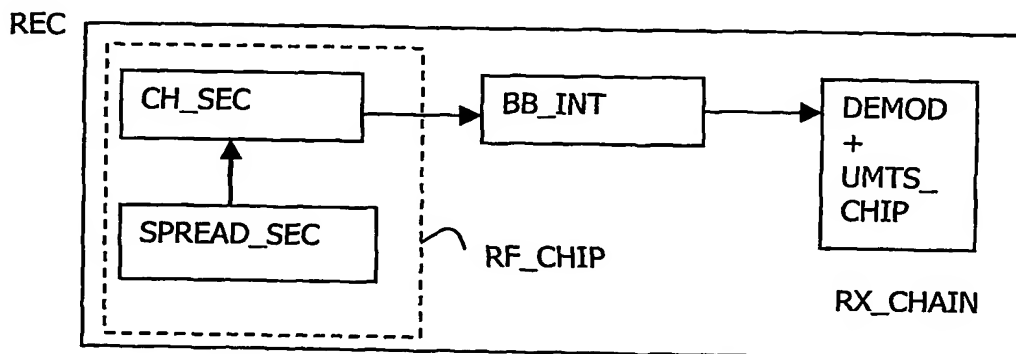 REC
CH_SEC
BB_INT
DEMOD
+
UMTS_
CHIP
SPREAD_SEC
RF_CHIP
RX_CHAIN